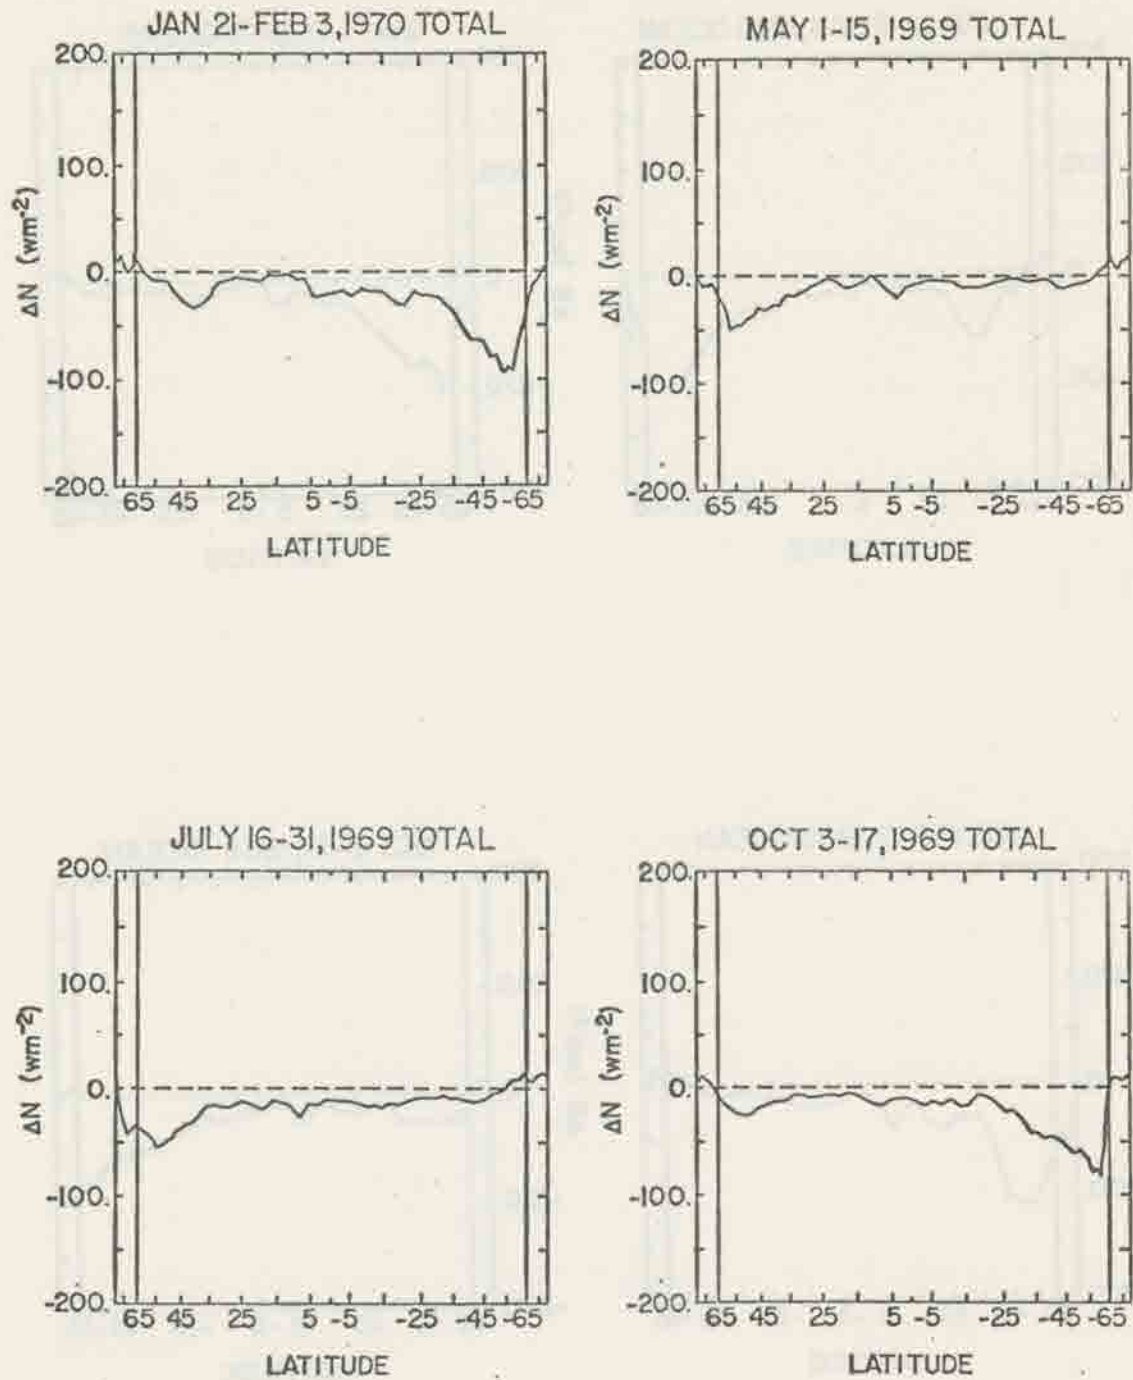 JAN 21-FEB 3, 1970 TOTAL
200.
100.
0.
-100.
-200.
ΔN (wm⁻²)
65 45 25 5 -5 -25 -45 -65
LATITUDE
MAY 1-15, 1969 TOTAL
200.
100.
0.
-100.
-200.
ΔN (wm⁻²)
65 45 25 5 -5 -25 -45 -65
LATITUDE
JULY 16-31, 1969 TOTAL
200.
100.
0.
-100.
-200.
ΔN (wm⁻²)
65 45 25 5 -5 -25 -45 -65
LATITUDE
OCT 3-17, 1969 TOTAL
200.
100.
0.
-100.
-200.
ΔN (wm⁻²)
65 45 25 5 -5 -25 -45 -65
LATITUDE